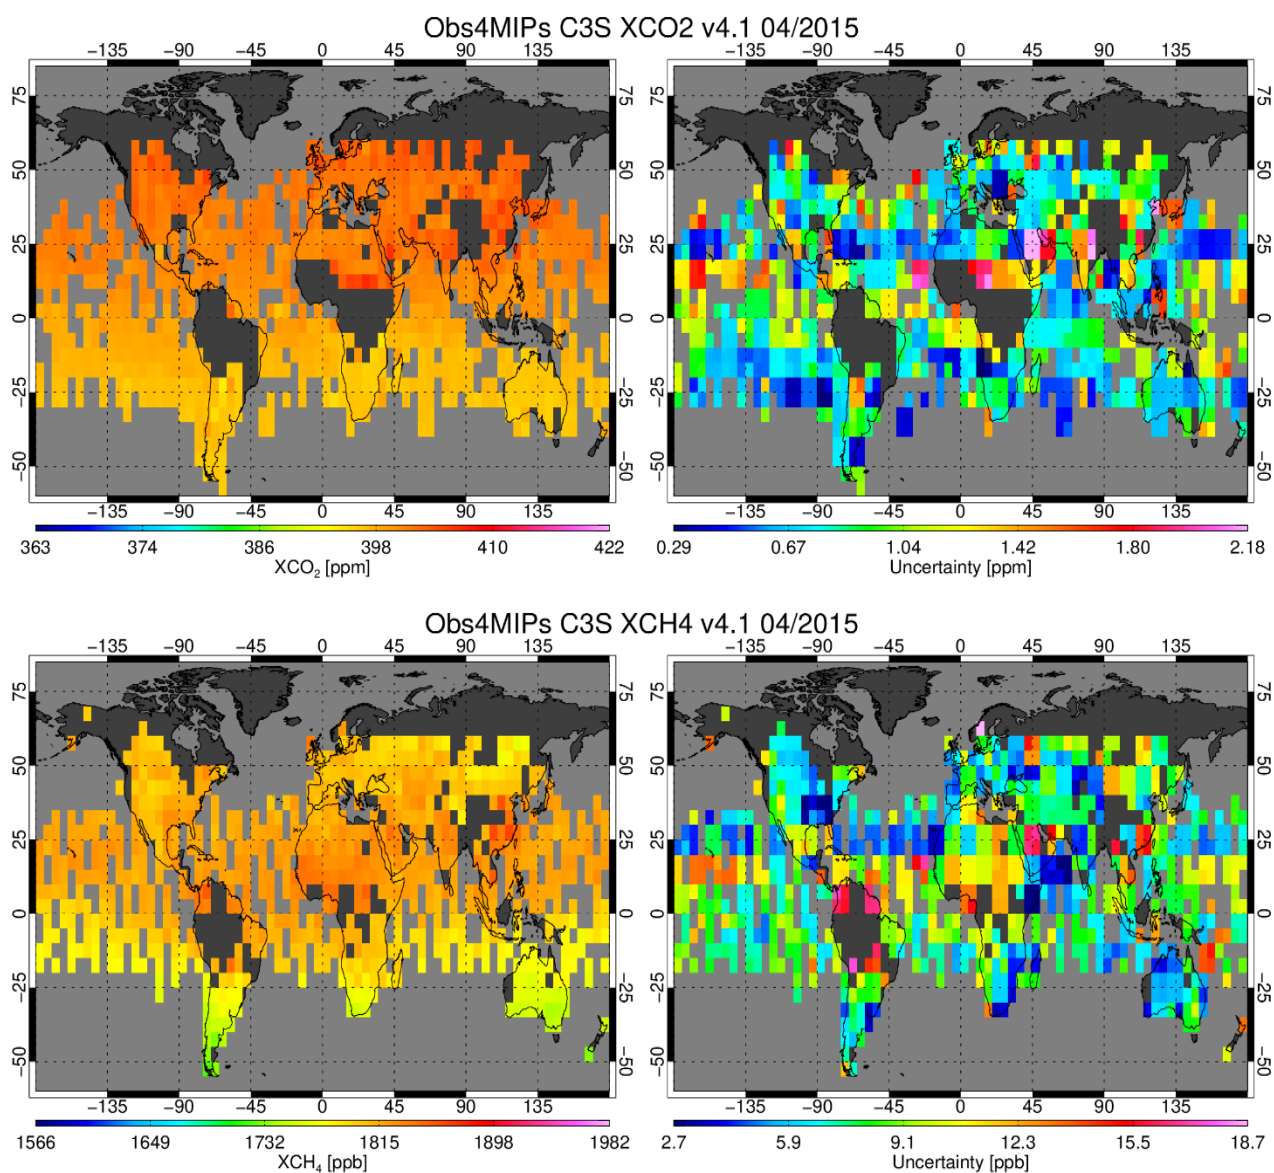 Obs4MIPs C3S XCO2 v4.1 04/2015
−135 −90 −45 0 45 90 135
−135 −90 −45 0 45 90 135
75 75 75 75
50 50 50 50
25 25 25 25
0 0 0 0
−25 −25 −25 −25
−50 −50 −50 −50
−135 −90 −45 0 45 90 135
−135 −90 −45 0 45 90 135
363 374 386 398 410 422
0.29 0.67 1.04 1.42 1.80 2.18
XCO₂ [ppm]
Uncertainty [ppm]
Obs4MIPs C3S XCH4 v4.1 04/2015
−135 −90 −45 0 45 90 135
−135 −90 −45 0 45 90 135
75 75 75 75
50 50 50 50
25 25 25 25
0 0 0 0
−25 −25 −25 −25
−50 −50 −50 −50
−135 −90 −45 0 45 90 135
−135 −90 −45 0 45 90 135
1566 1649 1732 1815 1898 1982
2.7 5.9 9.1 12.3 15.5 18.7
XCH₄ [ppb]
Uncertainty [ppb]